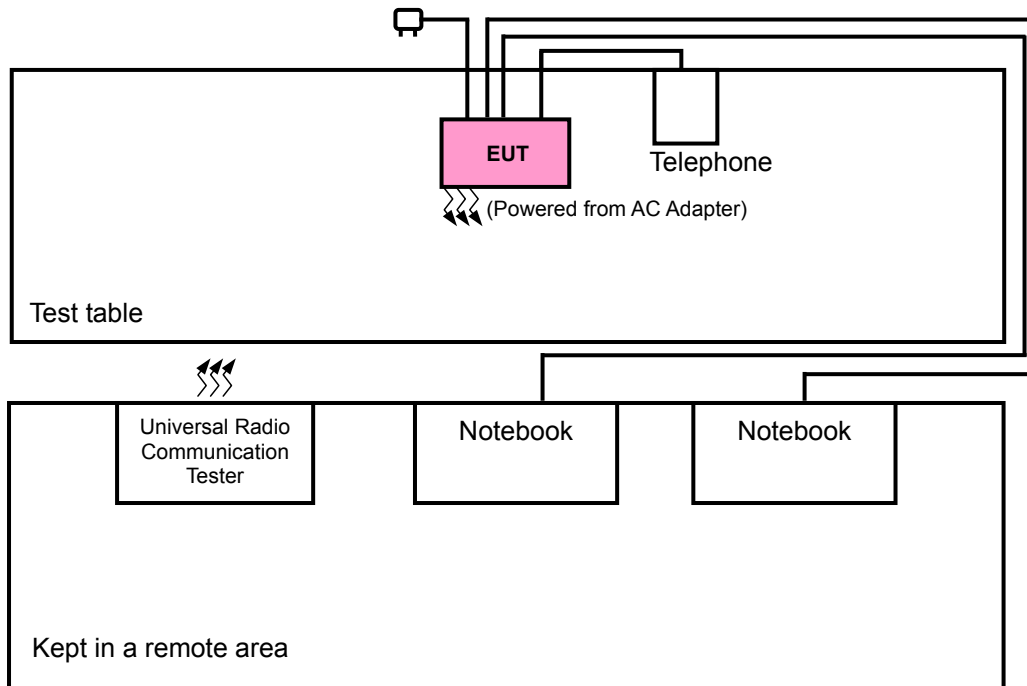 EUT
Telephone
(Powered from AC Adapter)
Test table
Universal Radio
Communication
Tester
Notebook
Notebook
Kept in a remote area